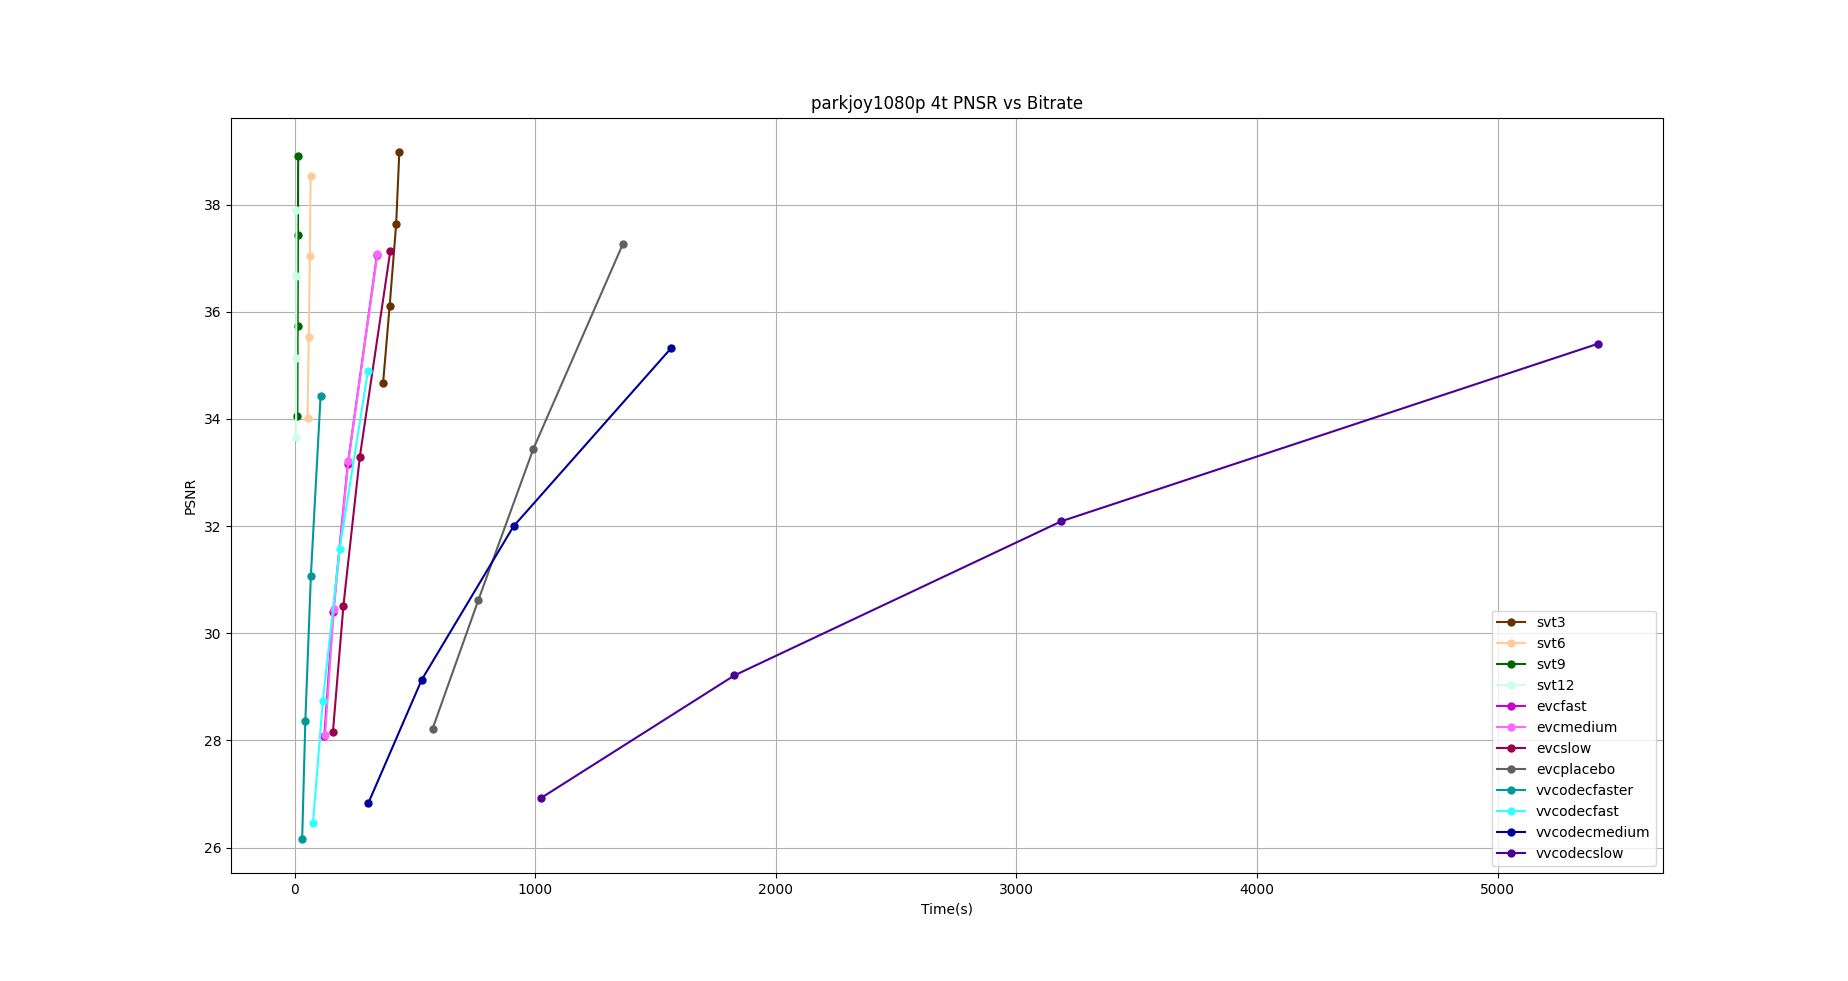 parkjoy1080p 4t PNSR vs Bitrate
PSNR
38
36
34
32
30
28
26
0 1000 2000 3000 4000 5000
Time(s)
svt3
svt6
svt9
svt12
evcfast
evcmedium
evcslow
evcplacebo
vvcodecfaster
vvcodecfast
vvcodecmedium
vvcodecslow